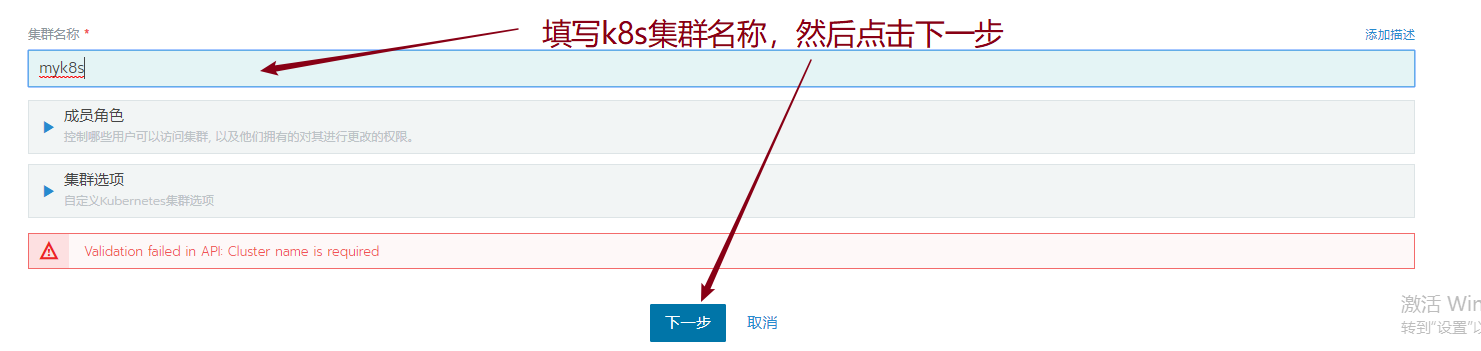 填写k8s集群名称，然后点击下一步
集群名称 *
添加描述
myk8s
成员角色
控制哪些用户可以访问集群, 以及他们拥有的对其进行更改的权限。
集群选项
自定义Kubernetes集群选项
Validation failed in API: Cluster name is required
下一步 取消
激活 Win
转到"设置"以